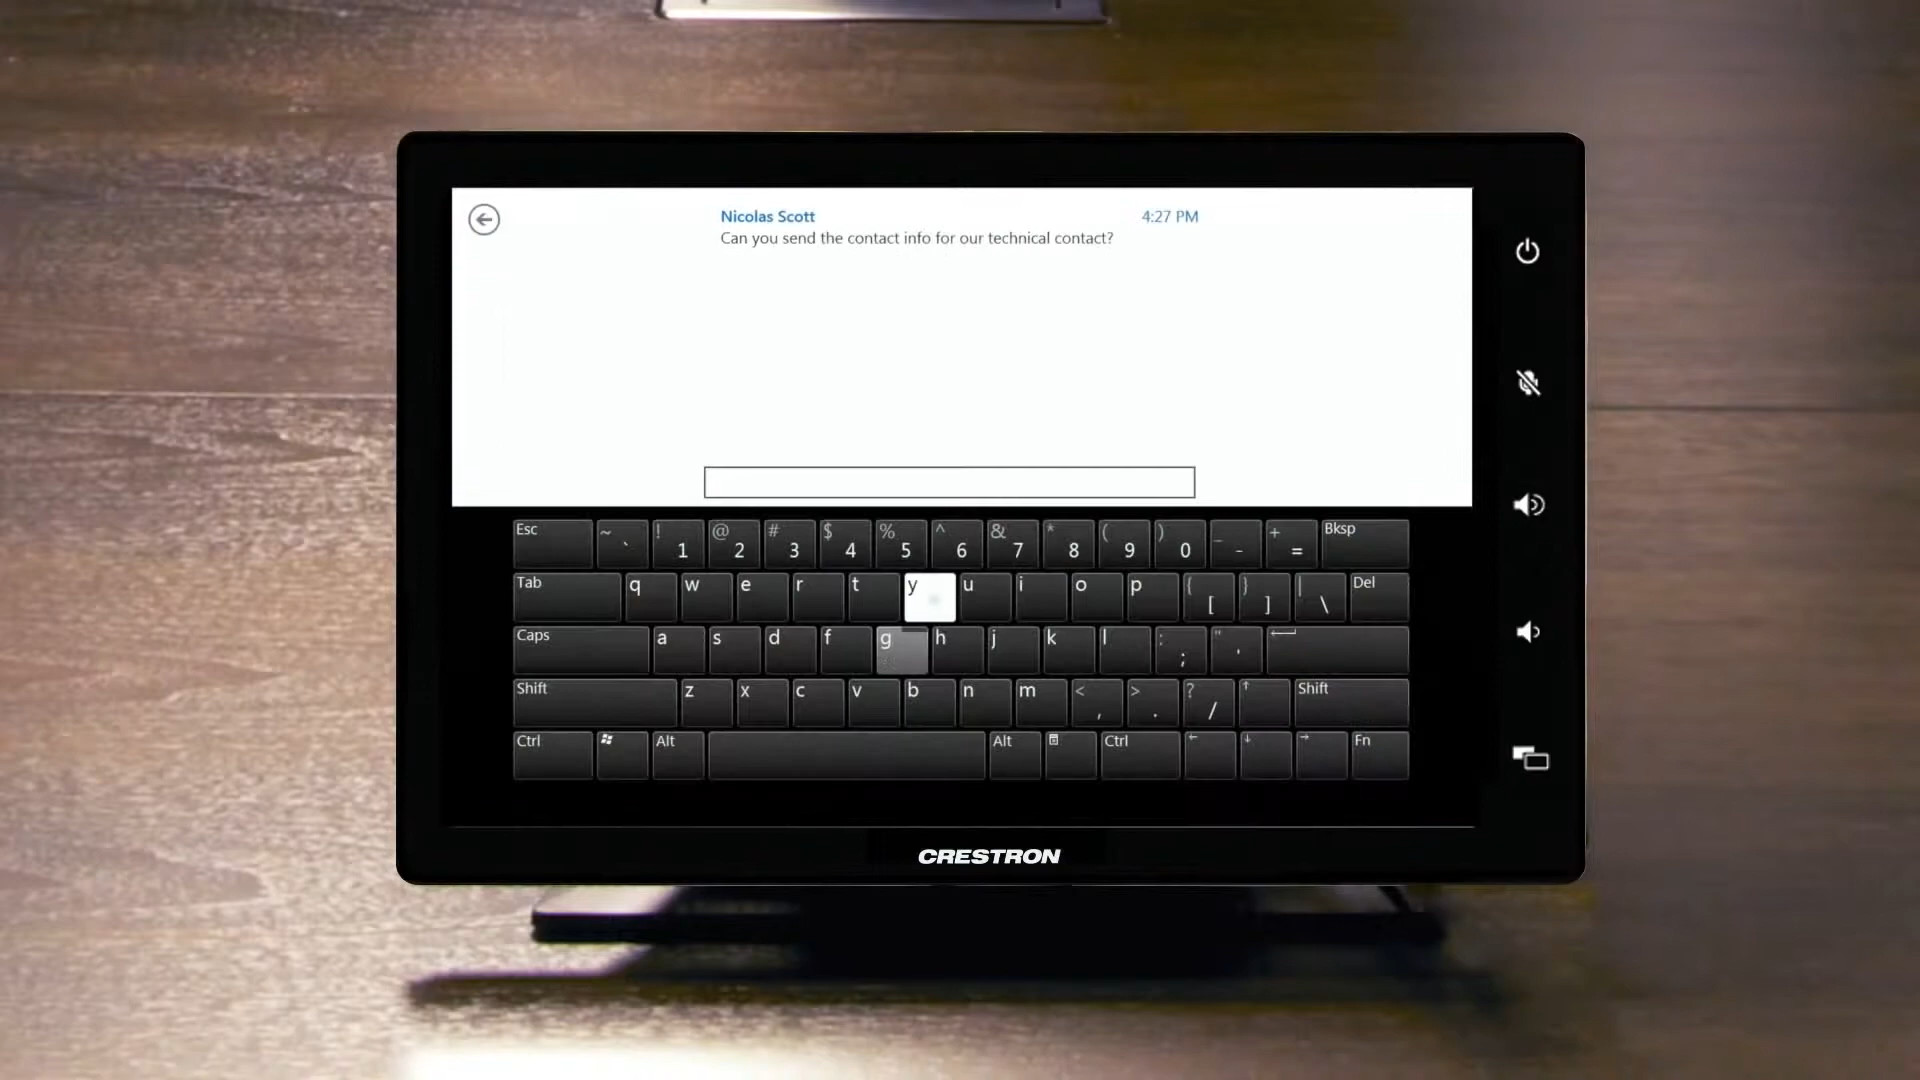 Nicolas Scott 4:27 PM
Can you send the contact info for our technical contact?
Esc ~ ` ! 1 @ 2 # 3 $ 4 % 5 ^ 6 & 7 * 8 ( 9 ) 0 _ - + = Bksp
Tab q w e r t y u i o p { [ } ] | \ Del
Caps a s d f g h j k l : ; " '
Shift z x c v b n m < , > . ? / ↑ Shift
Ctrl Alt Alt Ctrl ← ↓ → Fn
CRESTRON